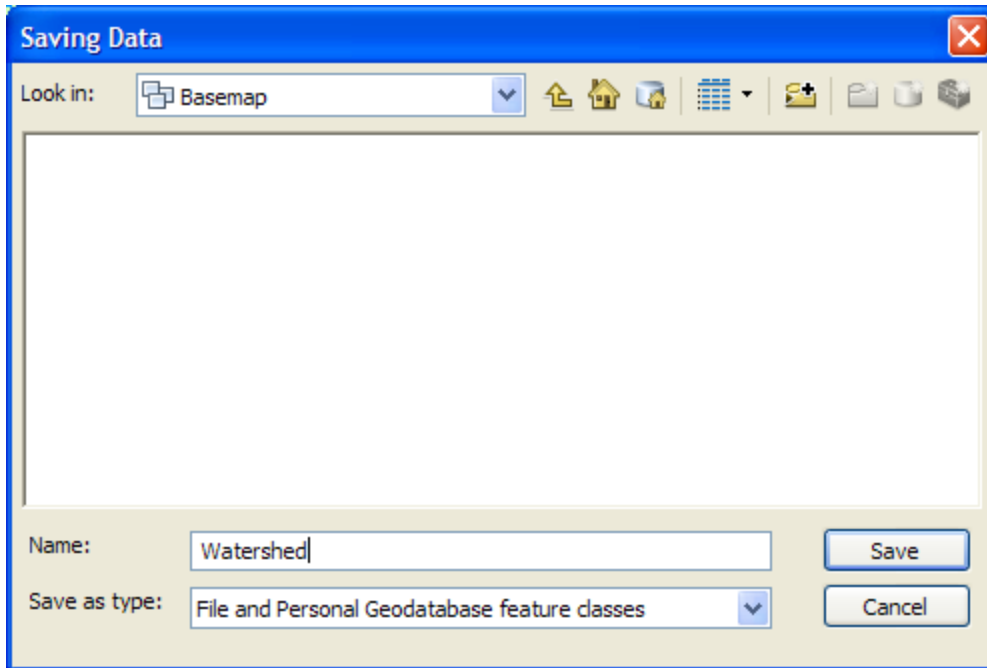 Saving Data
Look in: Basemap
Name: Watershed
Save
Save as type: File and Personal Geodatabase feature classes
Cancel